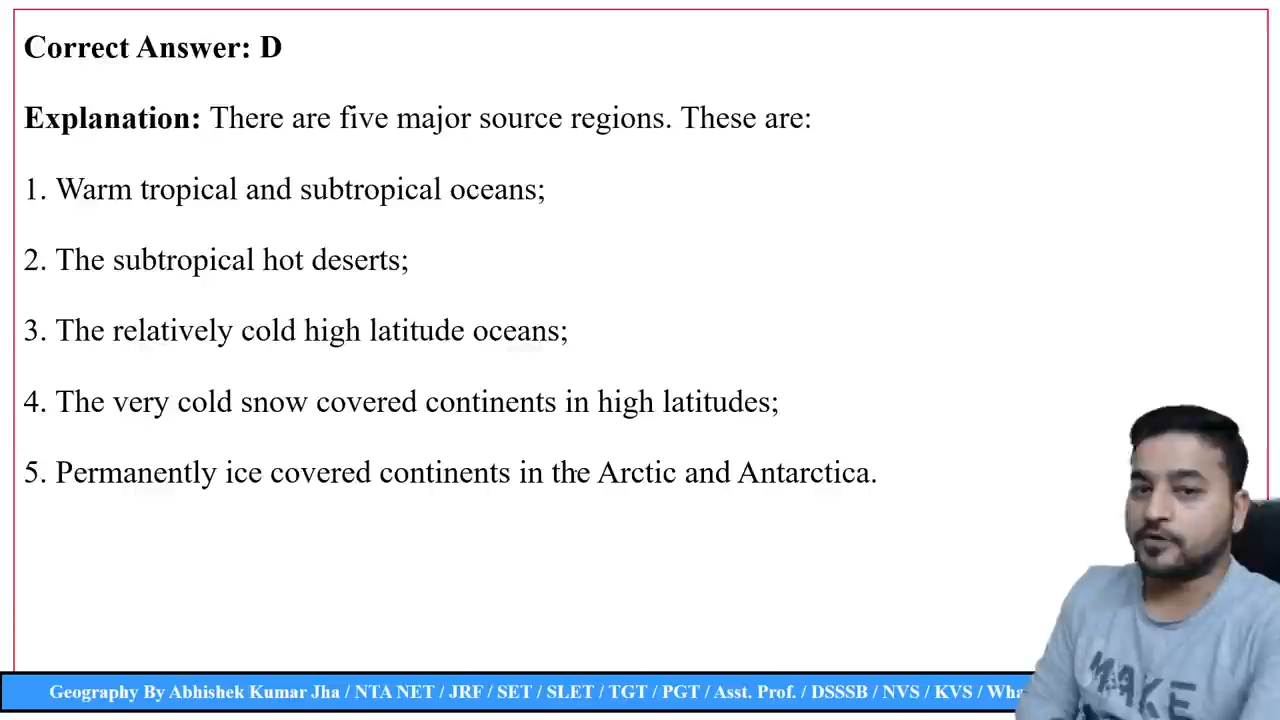 Correct Answer: D
Explanation: There are five major source regions. These are:
1. Warm tropical and subtropical oceans;
2. The subtropical hot deserts;
3. The relatively cold high latitude oceans;
4. The very cold snow covered continents in high latitudes;
5. Permanently ice covered continents in the Arctic and Antarctica.
MAKE
Geography By Abhishek Kumar Jha / NTA NET / JRF / SET / SLET / TGT / PGT / Asst. Prof. / DSSSB / NVS / KVS /